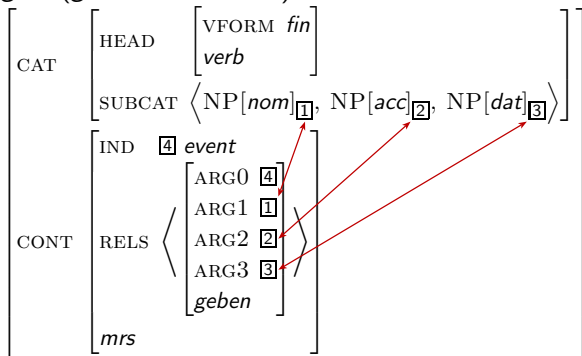 VFORM fin
HEAD
verb
CAT
SUBCAT ⟨NP[nom]1, NP[acc]2, NP[dat]3⟩
IND 4 event
ARG0 4
ARG1 1
CONT RELS ⟨ARG2 2⟩
ARG3 3
geben
mrs